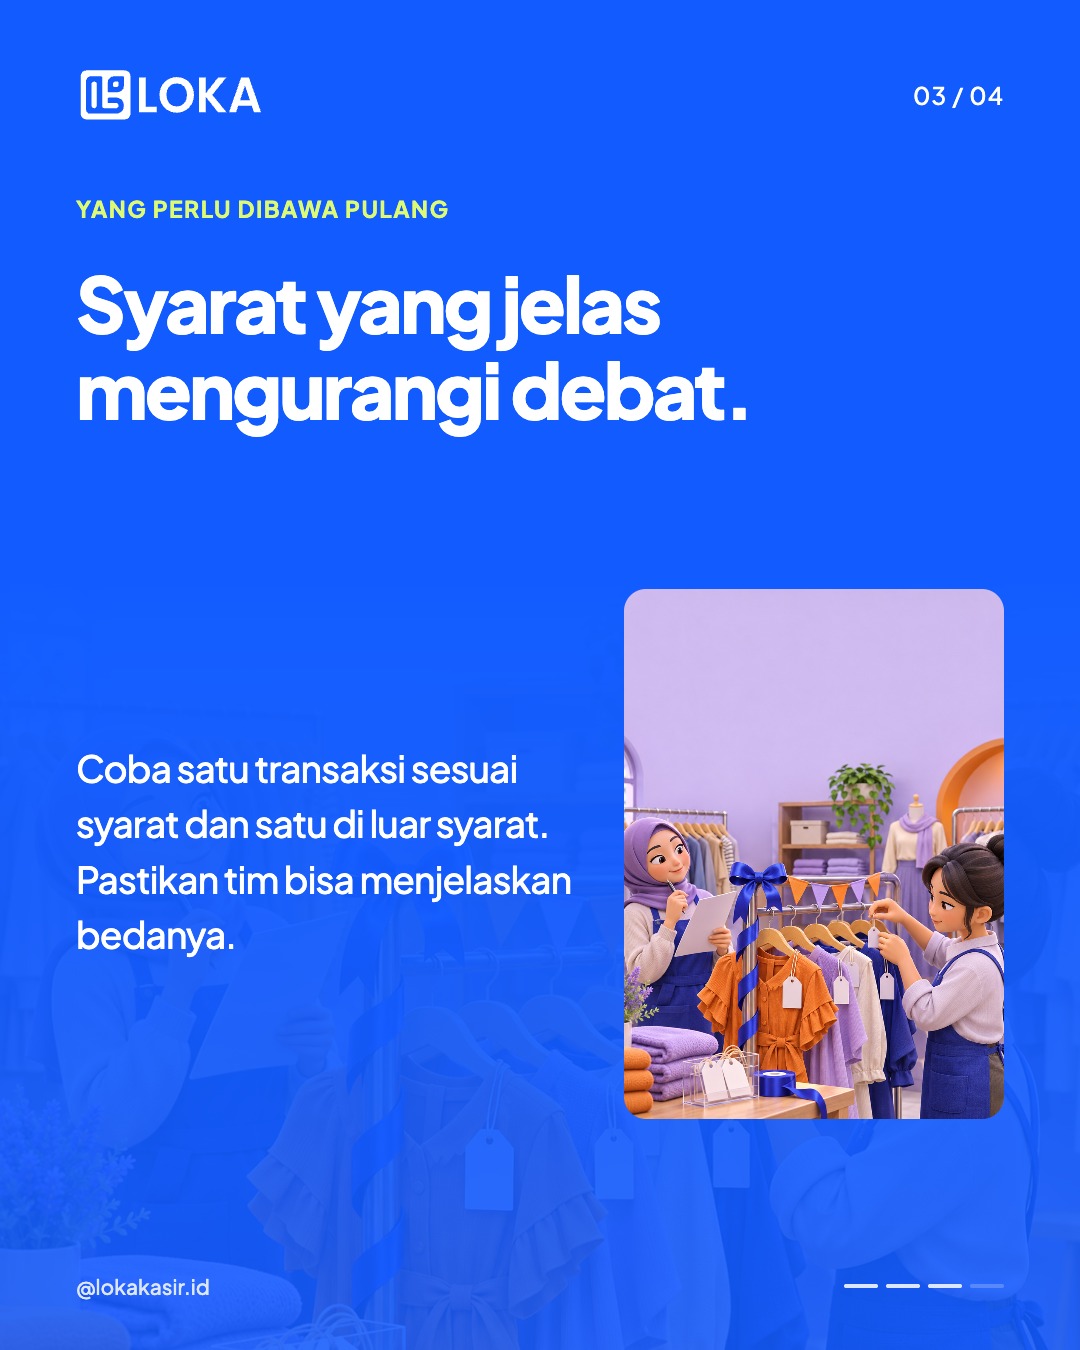 LOKA
03 / 04
YANG PERLU DIBAWA PULANG
Syarat yang jelas
mengurangi debat.
Coba satu transaksi sesuai
syarat dan satu di luar syarat.
Pastikan tim bisa menjelaskan
bedanya.
@lokakasir.id